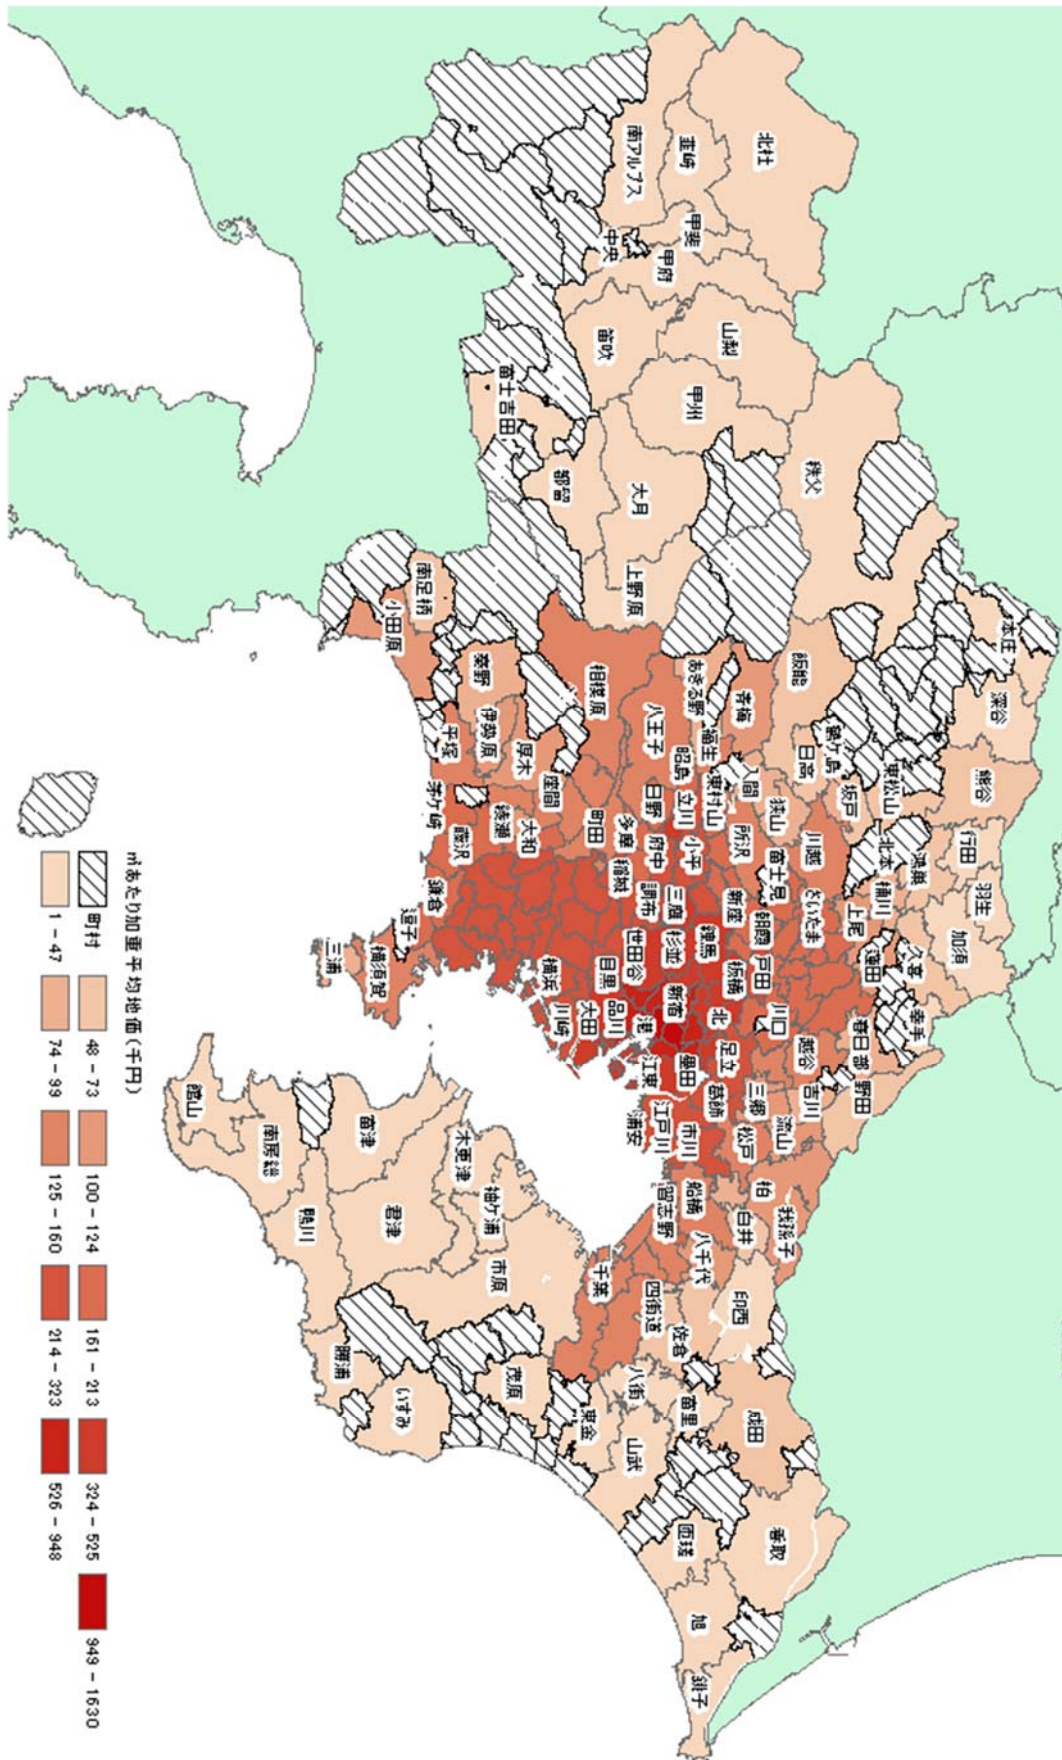 北杜
韮崎
南アルプス
甲斐
甲府
中央
山梨
笛吹
甲州
富士吉田
秩父
大月
都留
上野原
本庄
深谷
熊谷
行田
羽生
加須
飯能
日高
鶴ヶ島
坂戸
東松山
北本
鴻巣
桶川
上尾
蓮田
久喜
幸手
青梅
あきる野
福生
入間
狭山
川越
さいたま
富士見
所沢
東村山
昭島
八王子
立川
日野
小平
府中
多摩
稲城
町田
調布
三鷹
新座
朝霞
戸田
川口
越谷
春日部
野田
吉川
三郷
流山
松戸
柏
我孫子
練馬
板橋
杉並
世田谷
目黒
新宿
北
足立
葛飾
墨田
港
品川
大田
江東
江戸川
浦安
市川
船橋
習志野
白井
八千代
印西
千葉
四街道
佐倉
成田
富里
八街
山武
東金
香取
匝瑳
旭
銚子
南足柄
小田原
秦野
伊勢原
平塚
厚木
相模原
座間
綾瀬
大和
茅ケ崎
藤沢
鎌倉
逗子
横須賀
三浦
横浜
川崎
木更津
袖ケ浦
市原
富津
君津
館山
南房総
鴨川
勝浦
いすみ
茂原
㎡あたり加重平均地価(千円)
町村
1 - 47
48 - 73
74 - 99
100 - 124
125 - 160
161 - 213
214 - 323
324 - 525
526 - 948
949 - 1630